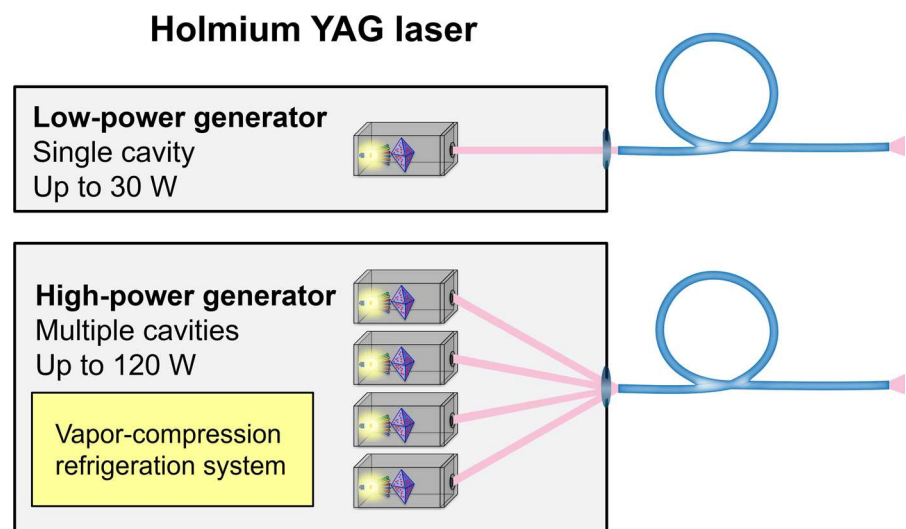 Holmium YAG laser
Low-power generator
Single cavity
Up to 30 W
High-power generator
Multiple cavities
Up to 120 W
Vapor-compression
refrigeration system